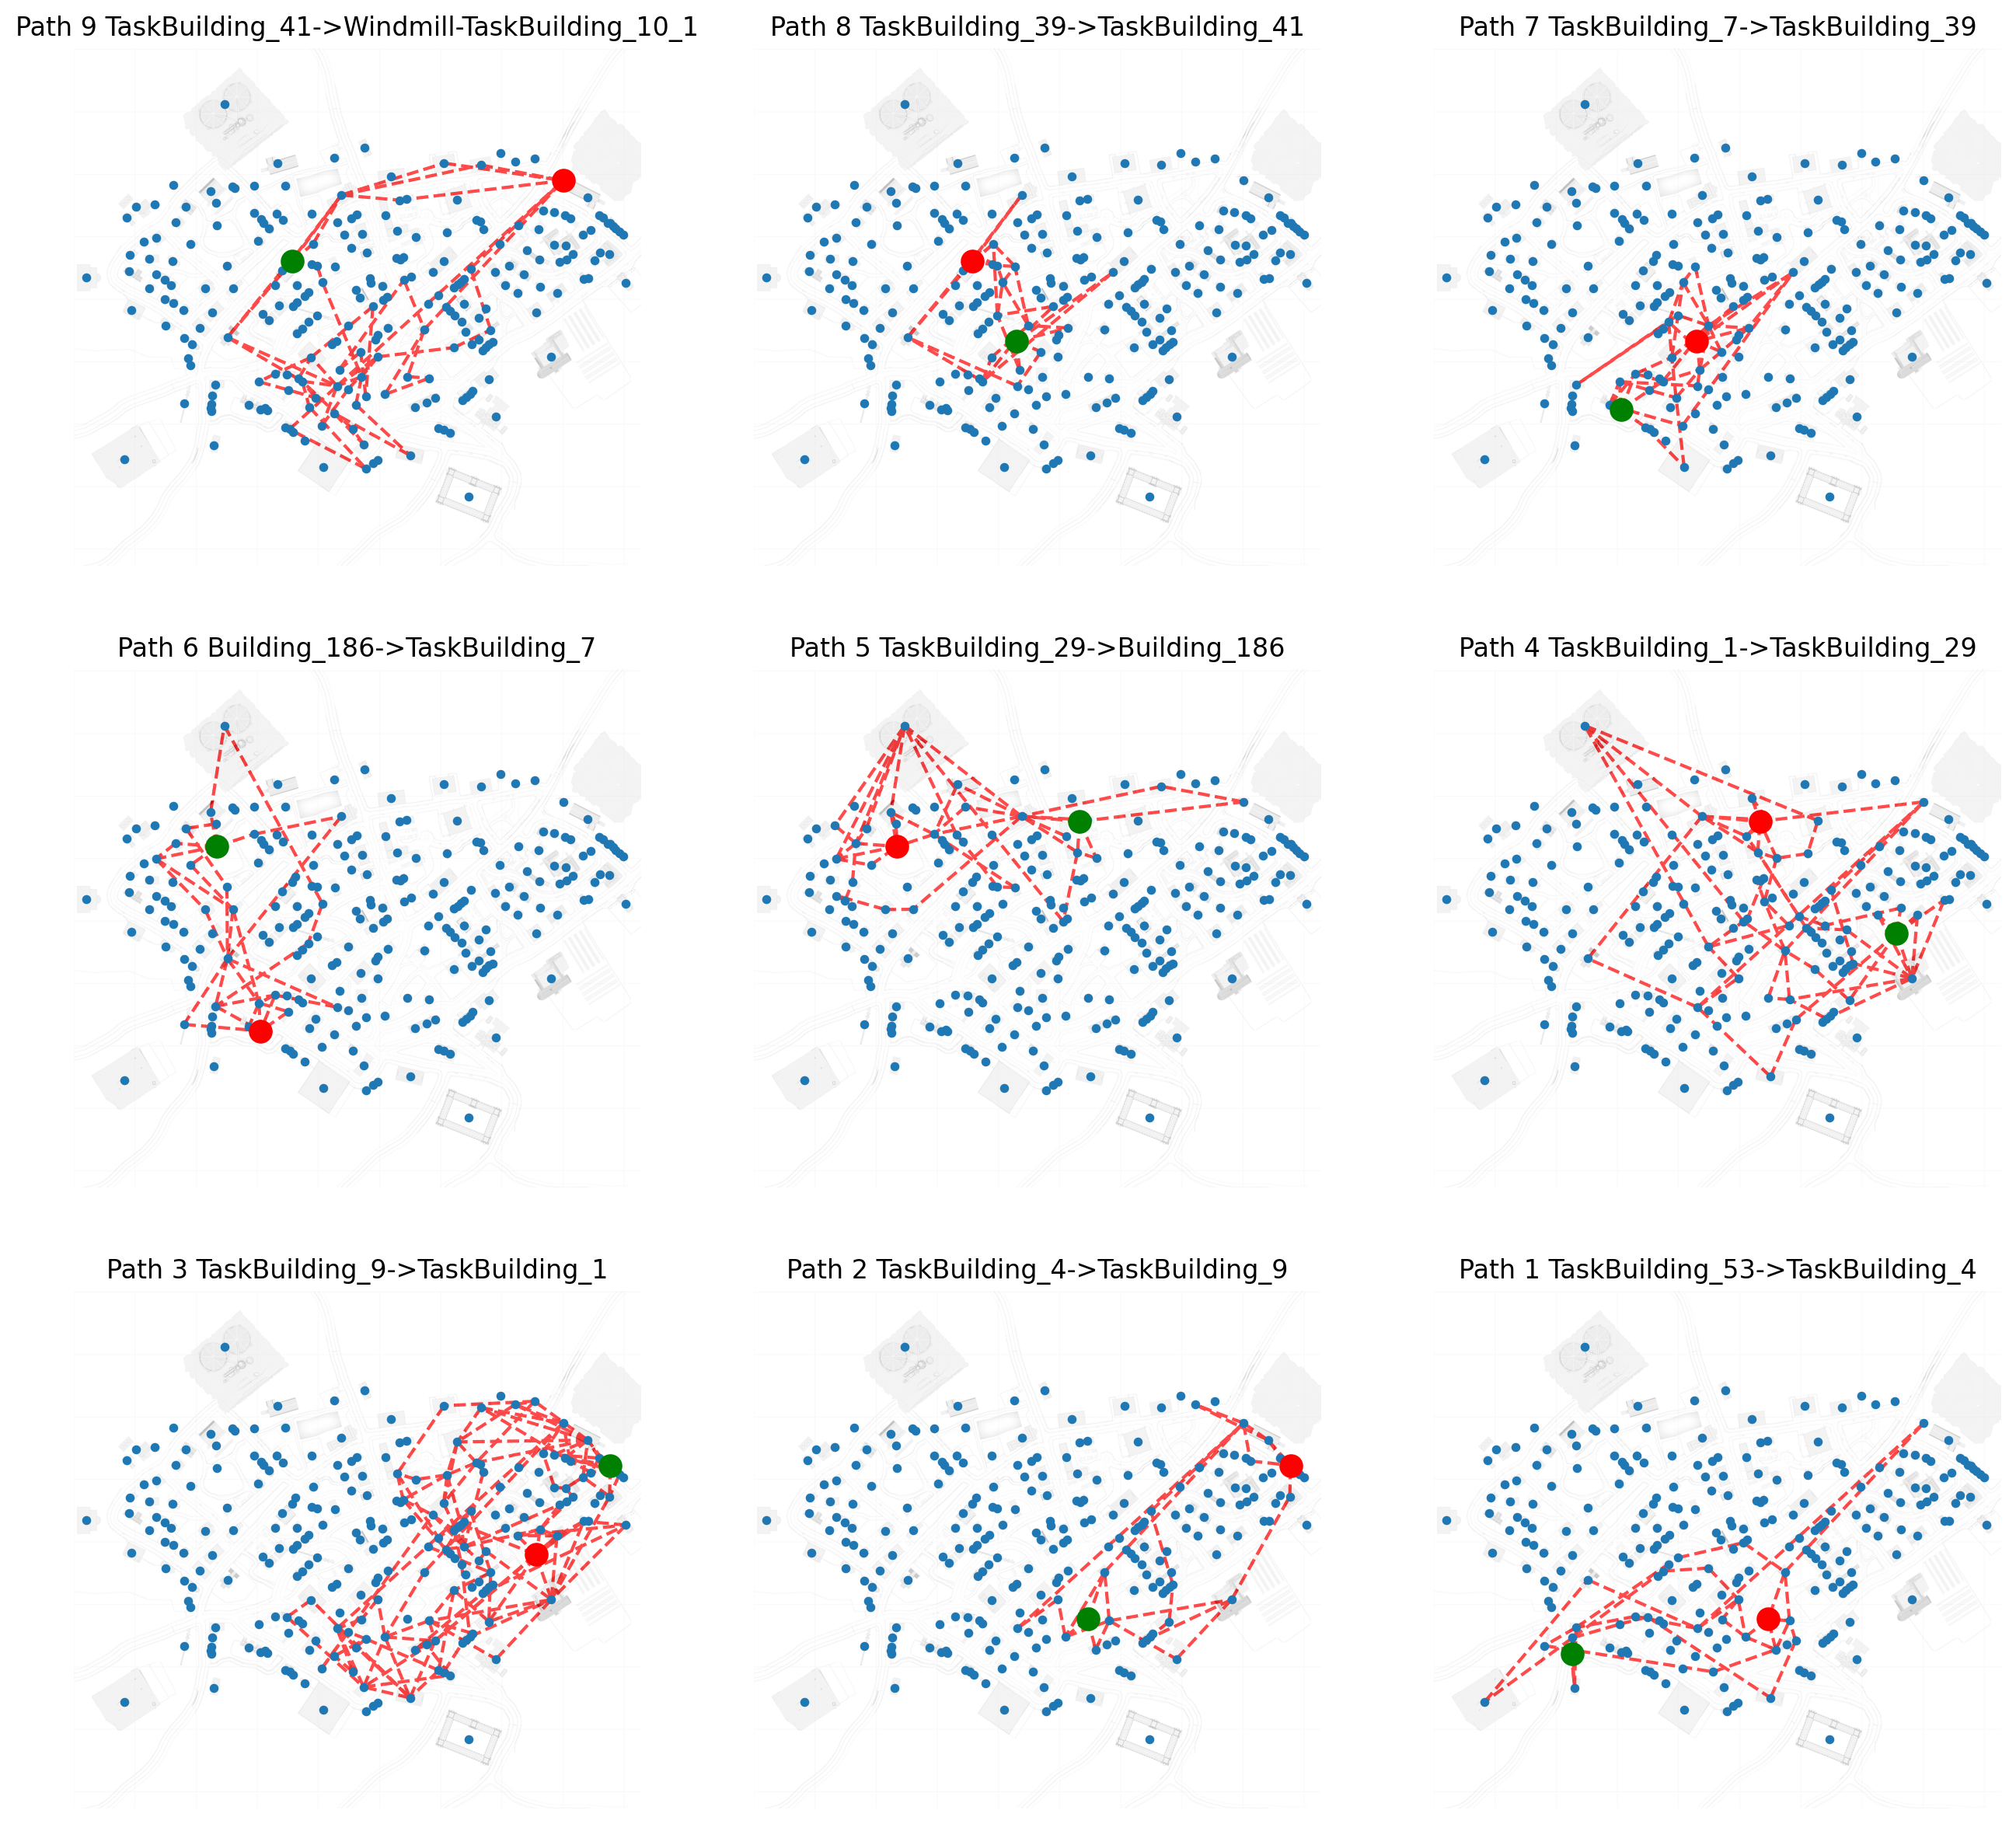 Path 9 TaskBuilding_41->Windmill-TaskBuilding_10_1
Path 8 TaskBuilding_39->TaskBuilding_41
Path 7 TaskBuilding_7->TaskBuilding_39
Path 6 Building_186->TaskBuilding_7
Path 5 TaskBuilding_29->Building_186
Path 4 TaskBuilding_1->TaskBuilding_29
Path 3 TaskBuilding_9->TaskBuilding_1
Path 2 TaskBuilding_4->TaskBuilding_9
Path 1 TaskBuilding_53->TaskBuilding_4